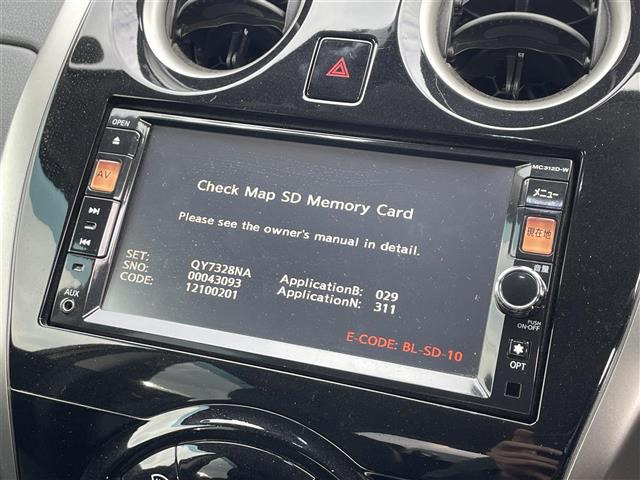 OPEN
MC312D-W
AV
メニュー
現在地
音量
Check Map SD Memory Card
Please see the owner's manual in detail.
SET: QY7328NA ApplicationB: 029
SNO: 00043093 ApplicationN: 311
CODE: 12100201
E-CODE: BL-SD-10
AUX
PUSH
ON·OFF
OPT